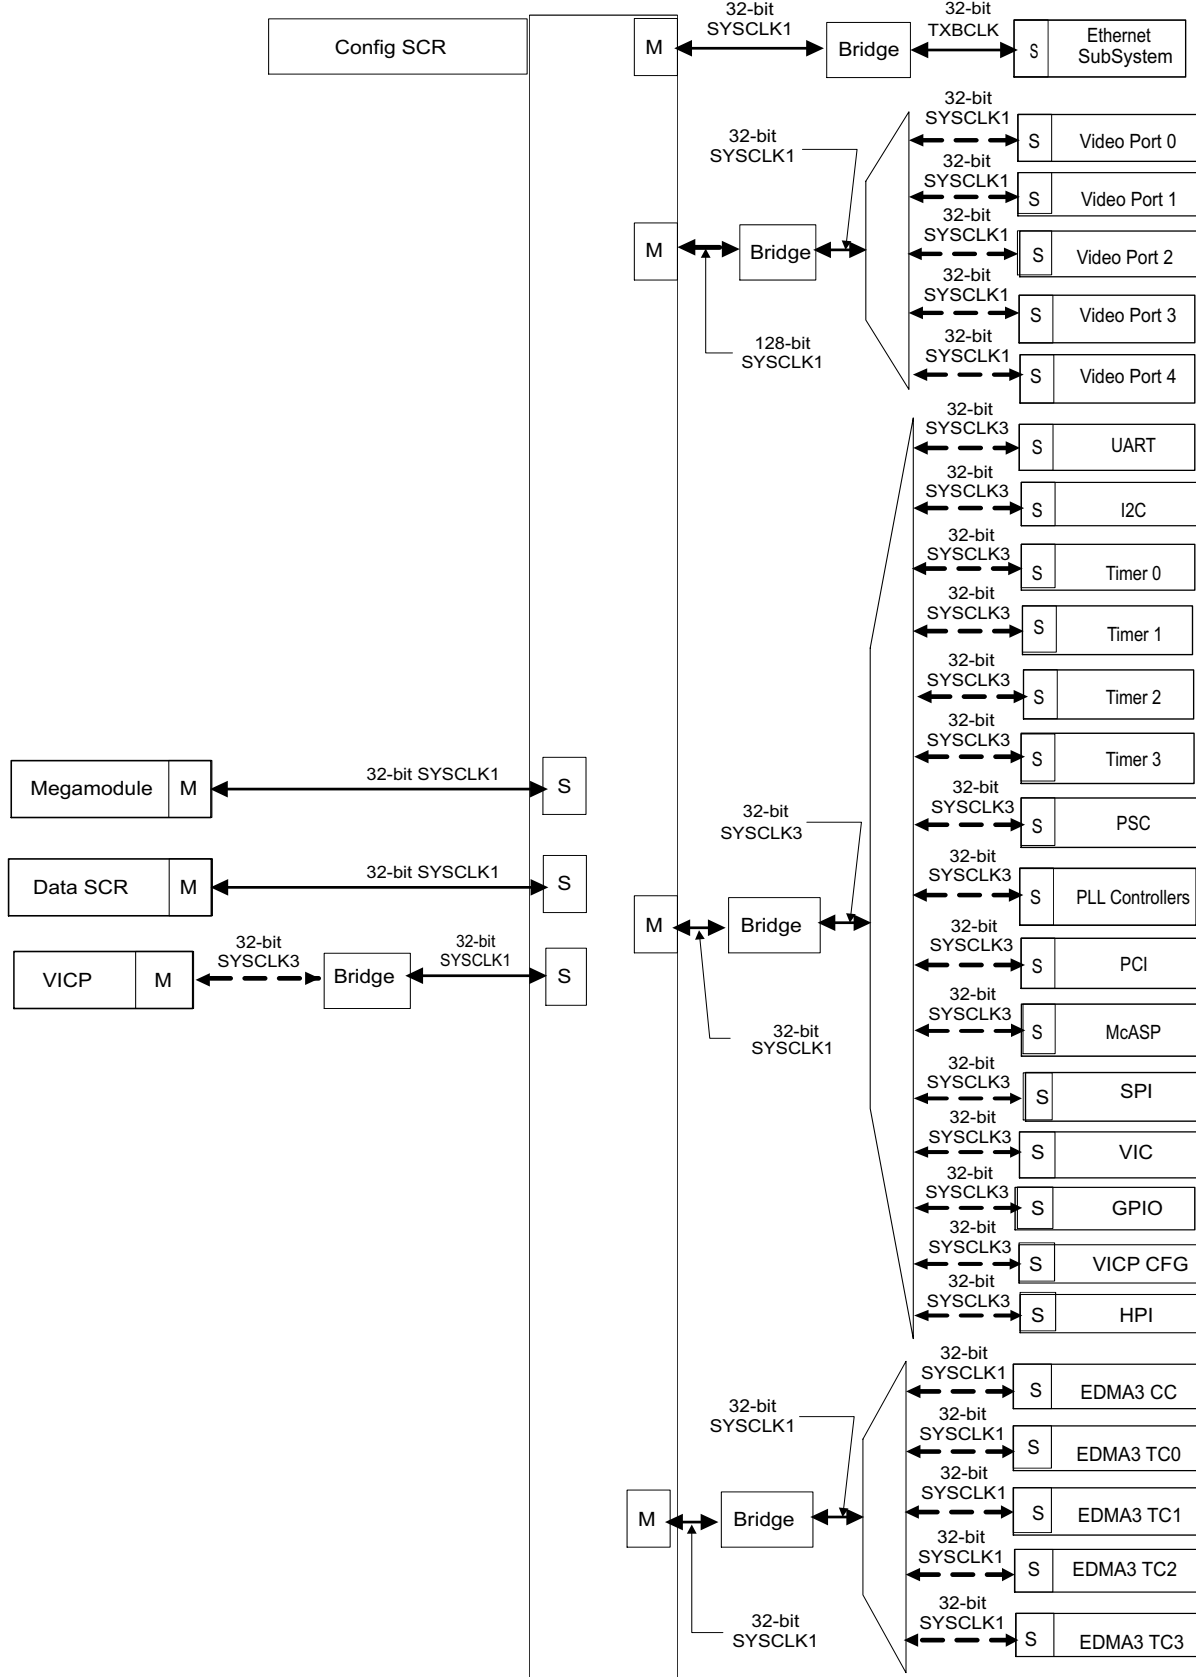 Config SCR
M
32-bit
SYSCLK1
Bridge
32-bit
TXBCLK
S
Ethernet
SubSystem
M
128-bit
SYSCLK1
Bridge
32-bit
SYSCLK1
32-bit
SYSCLK1
S
Video Port 0
32-bit
SYSCLK1
S
Video Port 1
32-bit
SYSCLK1
S
Video Port 2
32-bit
SYSCLK1
S
Video Port 3
32-bit
SYSCLK1
S
Video Port 4
Megamodule
M
32-bit SYSCLK1
S
Data SCR
M
32-bit SYSCLK1
S
VICP
M
32-bit
SYSCLK3
Bridge
32-bit
SYSCLK1
S
M
32-bit
SYSCLK1
Bridge
32-bit
SYSCLK3
32-bit
SYSCLK3
S
UART
32-bit
SYSCLK3
S
I2C
32-bit
SYSCLK3
S
Timer 0
32-bit
SYSCLK3
S
Timer 1
32-bit
SYSCLK3
S
Timer 2
32-bit
SYSCLK3
S
Timer 3
32-bit
SYSCLK3
S
PSC
32-bit
SYSCLK3
S
PLL Controllers
32-bit
SYSCLK3
S
PCI
32-bit
SYSCLK3
S
McASP
32-bit
SYSCLK3
S
SPI
32-bit
SYSCLK3
S
VIC
32-bit
SYSCLK3
S
GPIO
32-bit
SYSCLK3
S
VICP CFG
32-bit
SYSCLK3
S
HPI
M
32-bit
SYSCLK1
Bridge
32-bit
SYSCLK1
32-bit
SYSCLK1
S
EDMA3 CC
32-bit
SYSCLK1
S
EDMA3 TC0
32-bit
SYSCLK1
S
EDMA3 TC1
32-bit
SYSCLK1
S
EDMA3 TC2
32-bit
SYSCLK1
S
EDMA3 TC3